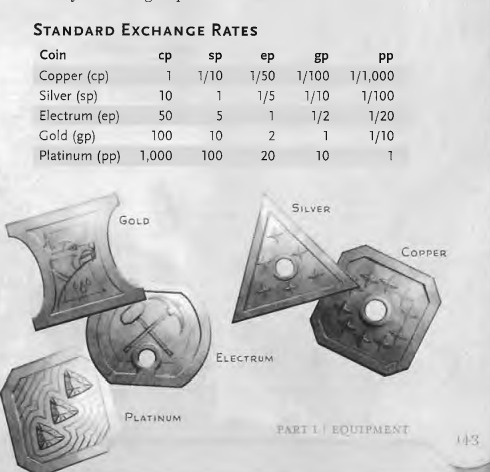 STANDARD EXCHANGE RATES
Coin cp sp ep gp pp
Copper (cp) 1 1/10 1/50 1/100 1/1,000
Silver (sp) 10 1 1/5 1/10 1/100
Electrum (ep) 50 5 1 1/2 1/20
Gold (gp) 100 10 2 1 1/10
Platinum (pp) 1,000 100 20 10 1
GOLD
SILVER
COPPER
ELECTRUM
PLATINUM
PART 1 | EQUIPMENT
143